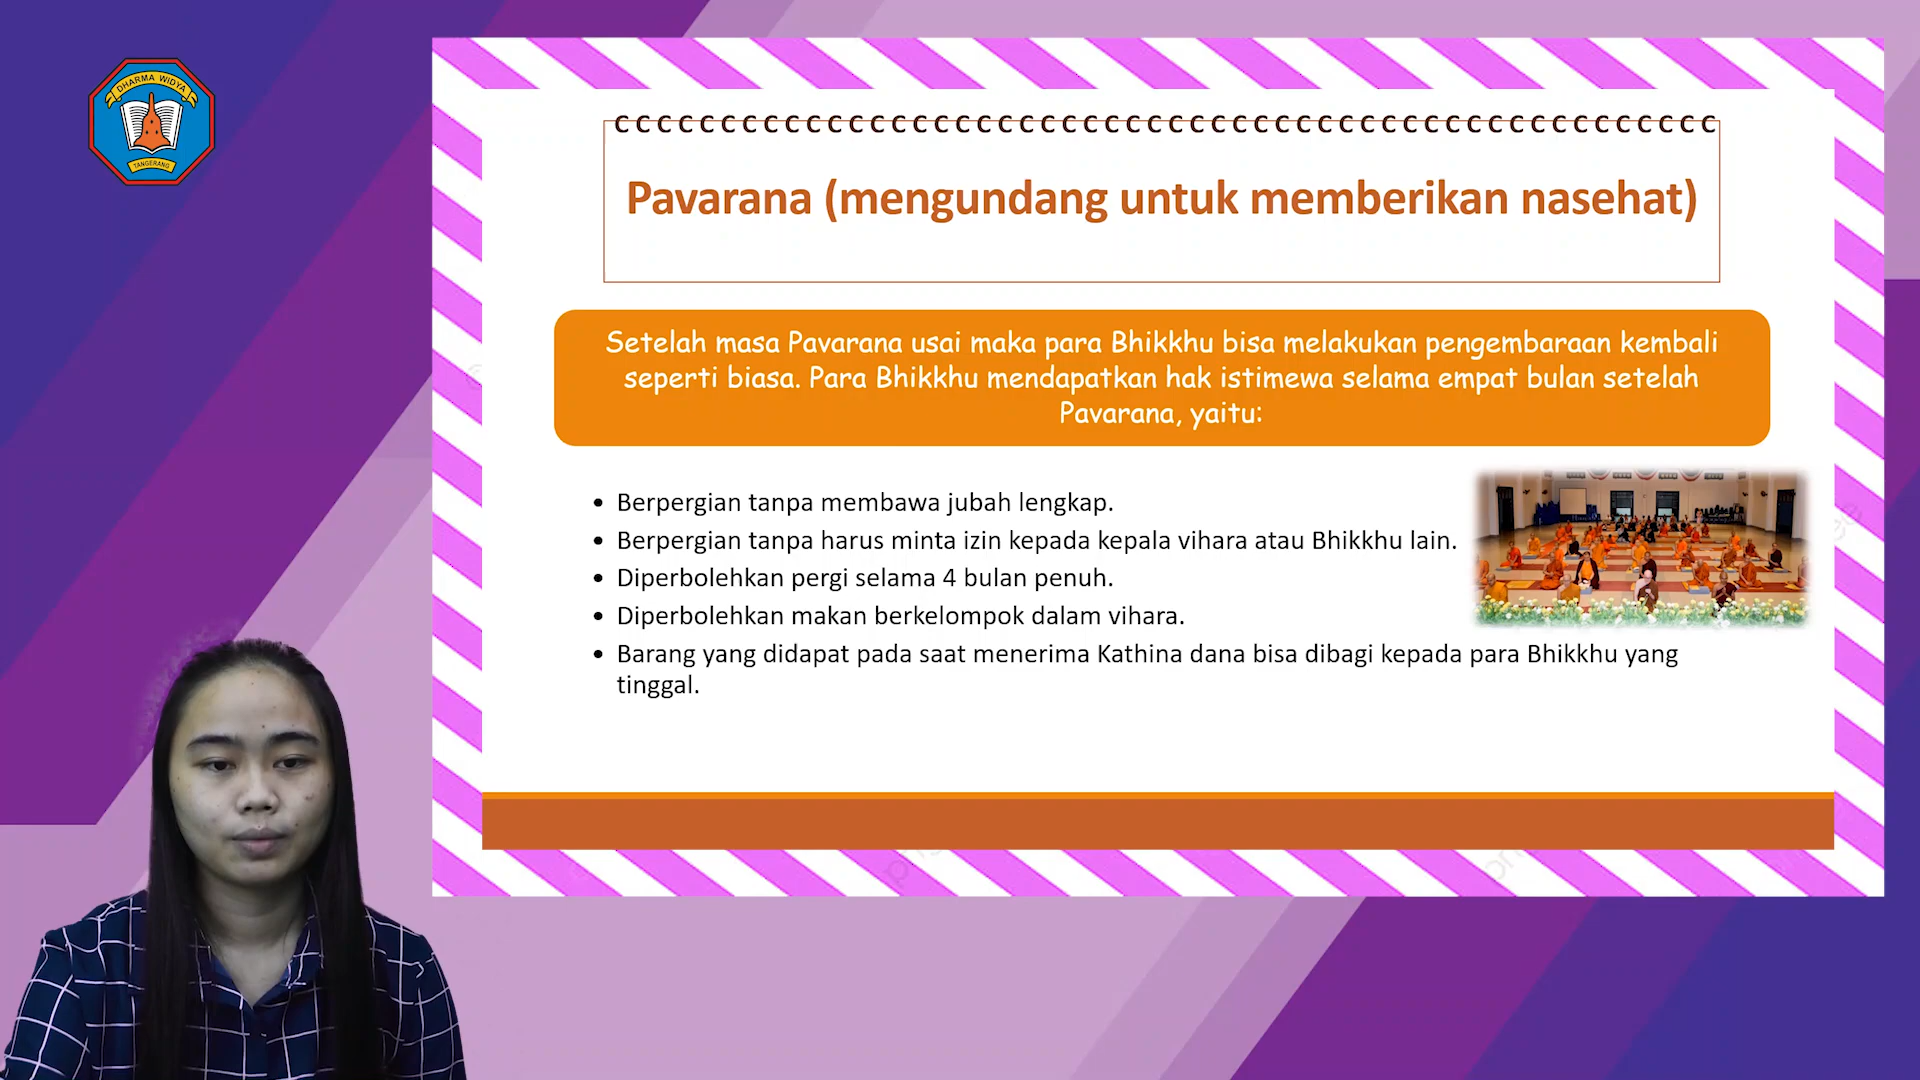 DHARMA WIDYA
TANGERANG
c c c c c c c c c c c c c c c c c c c c c c c c c c c c c c c c c c c c c c c c c c c c c c c c c c c c
Pavarana (mengundang untuk memberikan nasehat)
Setelah masa Pavarana usai maka para Bhikkhu bisa melakukan pengembaraan kembali
seperti biasa. Para Bhikkhu mendapatkan hak istimewa selama empat bulan setelah
Pavarana, yaitu:
• Berpergian tanpa membawa jubah lengkap.
• Berpergian tanpa harus minta izin kepada kepala vihara atau Bhikkhu lain.
• Diperbolehkan pergi selama 4 bulan penuh.
• Diperbolehkan makan berkelompok dalam vihara.
• Barang yang didapat pada saat menerima Kathina dana bisa dibagi kepada para Bhikkhu yang
tinggal.